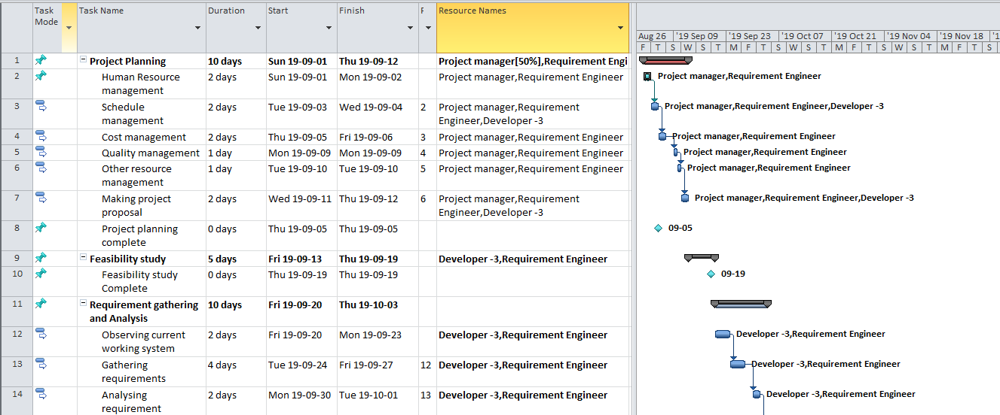 Task Mode Task Name Duration Start Finish Resource Names
Aug 26 '19 Sep 09 '19 Sep 23 '19 Oct 07 '19 Oct 21 '19 Nov 04 '19 Nov 18
F T S W S T M F T S W S T M F T S W S T M F T S
1 Project Planning 10 days Sun 19-09-01 Thu 19-09-12 Project manager[50%],Requirement Engi
2 Human Resource management 2 days Sun 19-09-01 Mon 19-09-02 Project manager,Requirement Engineer Project manager,Requirement Engineer
3 Schedule management 2 days Tue 19-09-03 Wed 19-09-04 2 Project manager,Requirement Engineer,Developer -3 Project manager,Requirement Engineer,Developer -3
4 Cost management 2 days Thu 19-09-05 Fri 19-09-06 3 Project manager,Requirement Engineer Project manager,Requirement Engineer
5 Quality management 1 day Mon 19-09-09 Mon 19-09-09 4 Project manager,Requirement Engineer Project manager,Requirement Engineer
6 Other resource management 1 day Tue 19-09-10 Tue 19-09-10 5 Project manager,Requirement Engineer Project manager,Requirement Engineer
7 Making project proposal 2 days Wed 19-09-11 Thu 19-09-12 6 Project manager,Requirement Engineer,Developer -3 Project manager,Requirement Engineer,Developer -3
8 Project planning complete 0 days Thu 19-09-05 Thu 19-09-05 09-05
9 Feasibility study 5 days Fri 19-09-13 Thu 19-09-19 Developer -3,Requirement Engineer
10 Feasibility study Complete 0 days Thu 19-09-19 Thu 19-09-19 09-19
11 Requirement gathering and Analysis 10 days Fri 19-09-20 Thu 19-10-03
12 Observing current working system 2 days Fri 19-09-20 Mon 19-09-23 Developer -3,Requirement Engineer Developer -3,Requirement Engineer
13 Gathering requirements 4 days Tue 19-09-24 Fri 19-09-27 12 Developer -3,Requirement Engineer Developer -3,Requirement Engineer
14 Analysing requirement 2 days Mon 19-09-30 Tue 19-10-01 13 Developer -3,Requirement Engineer Developer -3,Requirement Engineer